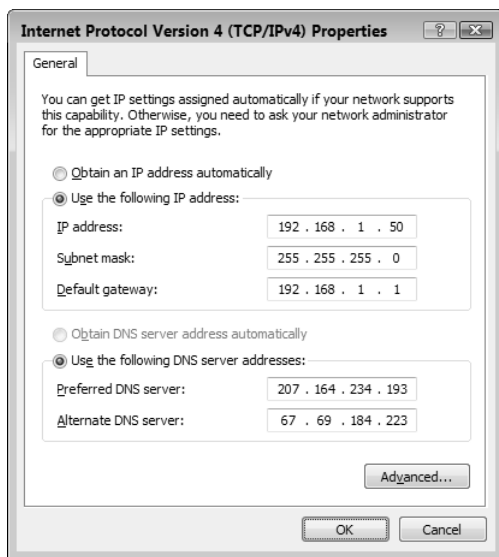 Internet Protocol Version 4 (TCP/IPv4) Properties
General
You can get IP settings assigned automatically if your network supports
this capability. Otherwise, you need to ask your network administrator
for the appropriate IP settings.
Obtain an IP address automatically
Use the following IP address:
IP address: 192 . 168 . 1 . 50
Subnet mask: 255 . 255 . 255 . 0
Default gateway: 192 . 168 . 1 . 1
Obtain DNS server address automatically
Use the following DNS server addresses:
Preferred DNS server: 207 . 164 . 234 . 193
Alternate DNS server: 67 . 69 . 184 . 223
Advanced...
OK Cancel